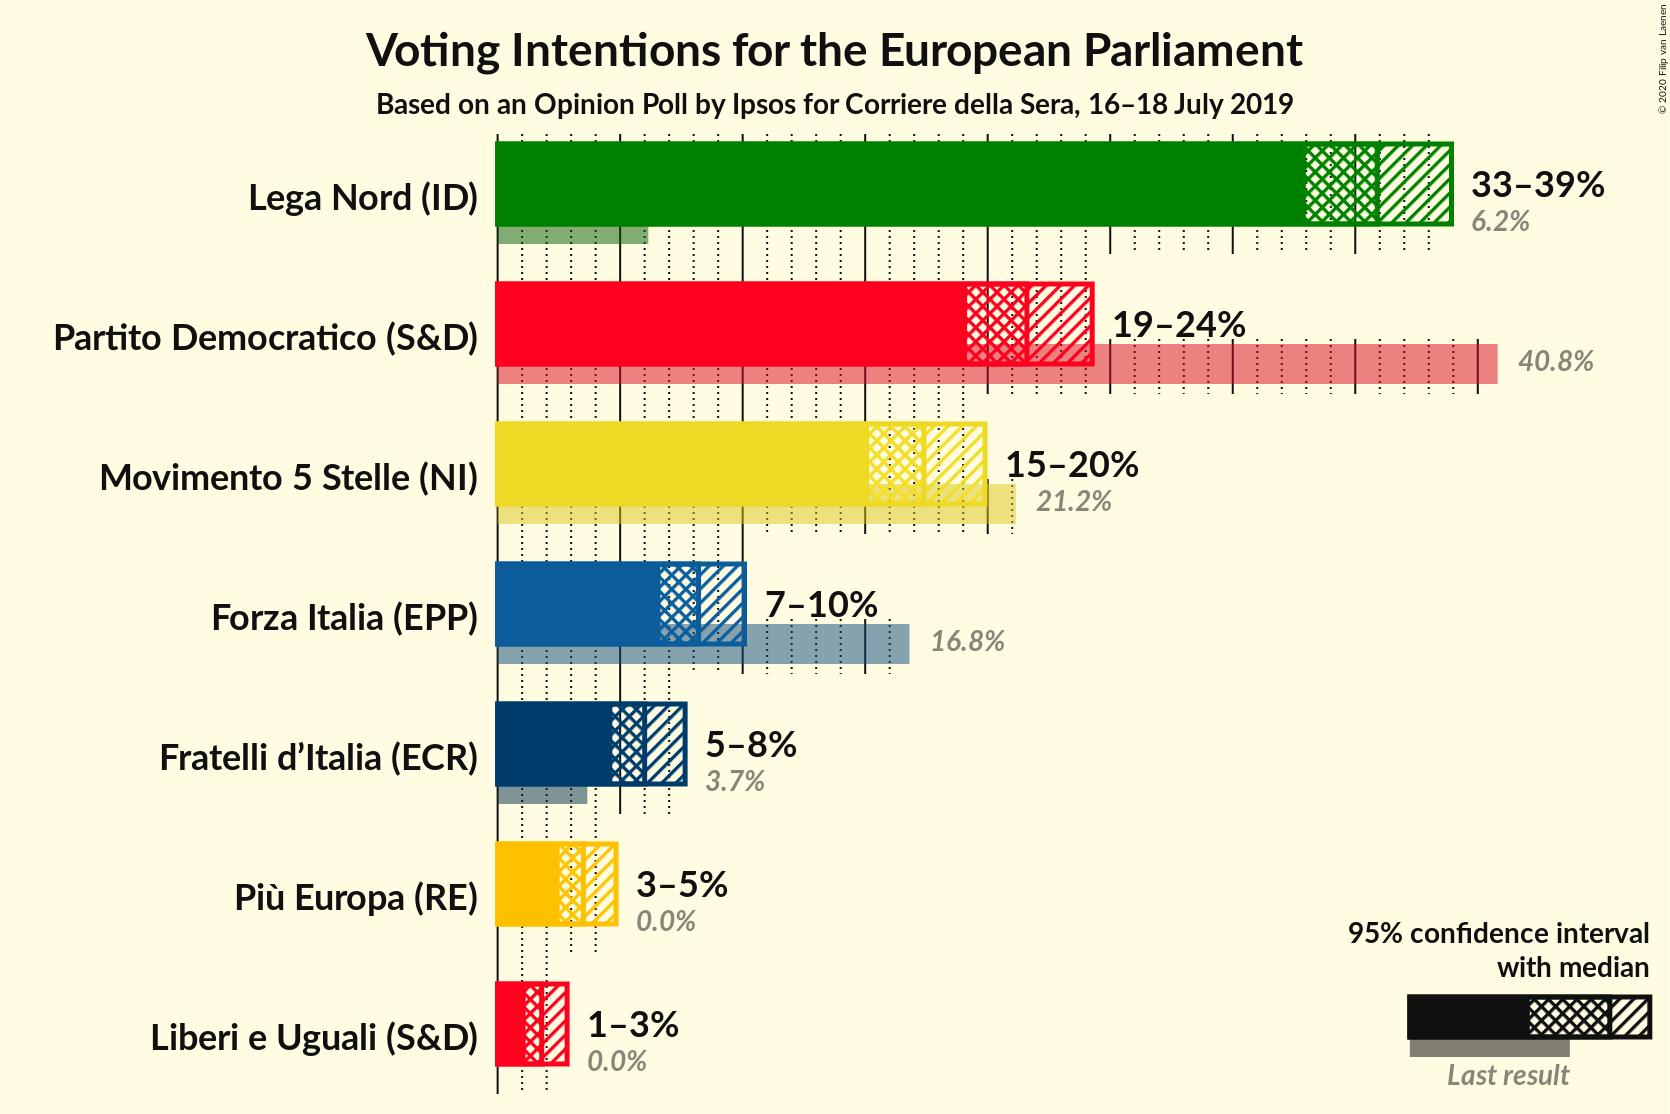 Voting Intentions for the European Parliament
Based on an Opinion Poll by Ipsos for Corriere della Sera, 16–18 July 2019
© 2020 Filip van Laenen
Lega Nord (ID)
33–39%
6.2%
Partito Democratico (S&D)
19–24%
40.8%
Movimento 5 Stelle (NI)
15–20%
21.2%
Forza Italia (EPP)
7–10%
16.8%
Fratelli d’Italia (ECR)
5–8%
3.7%
Più Europa (RE)
3–5%
0.0%
Liberi e Uguali (S&D)
1–3%
0.0%
95% confidence interval
with median
Last result